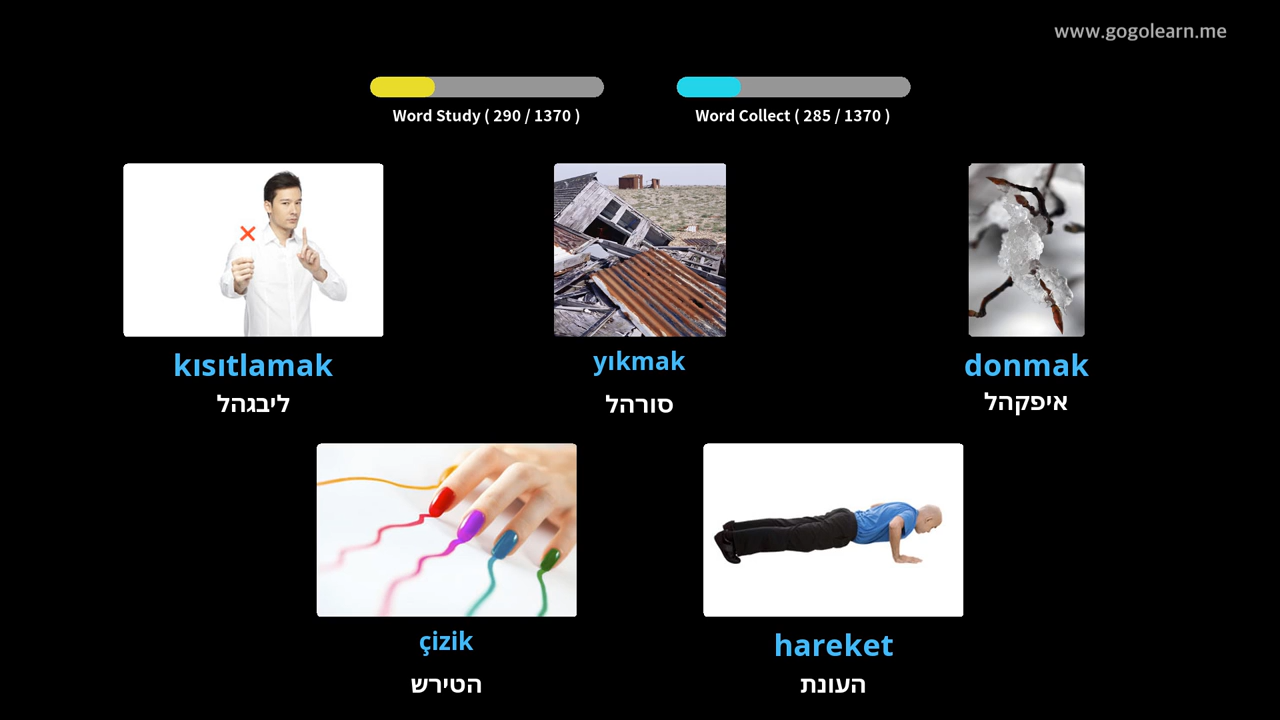 www.gogolearn.me
Word Study ( 290 / 1370 )
Word Collect ( 285 / 1370 )
kısıtlamak
ליבגהל
yıkmak
סורהל
donmak
איפקהל
çizik
הטירש
hareket
העונת